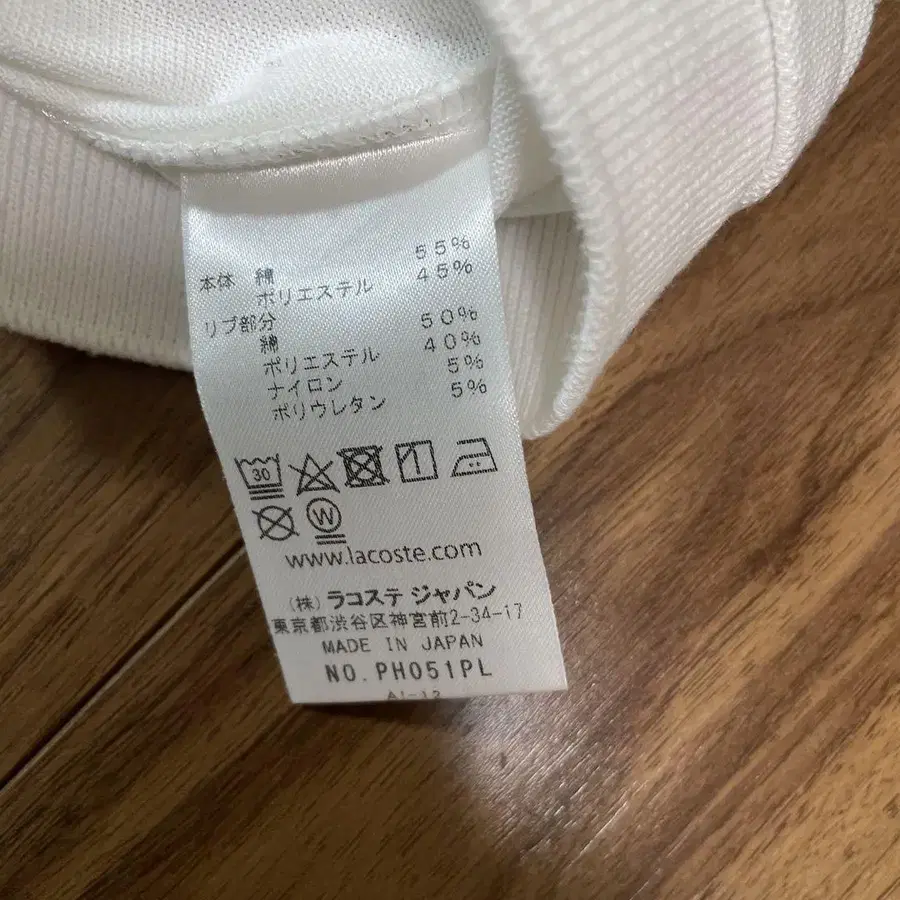 本体 綿 55%
ポリエステル 45%
リブ部分
綿 50%
ポリエステル 40%
ナイロン 5%
ポリウレタン 5%
30
W
www.lacoste.com
(株) ラコステ ジャパン
東京都渋谷区神宮前2-34-17
MADE IN JAPAN
NO.PH051PL